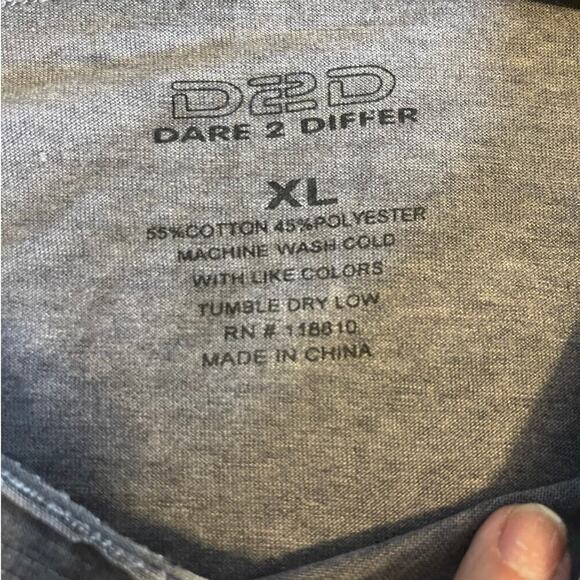 D2D
DARE 2 DIFFER
XL
55%COTTON 45%POLYESTER
MACHINE WASH COLD
WITH LIKE COLORS
TUMBLE DRY LOW
RN # 118610
MADE IN CHINA